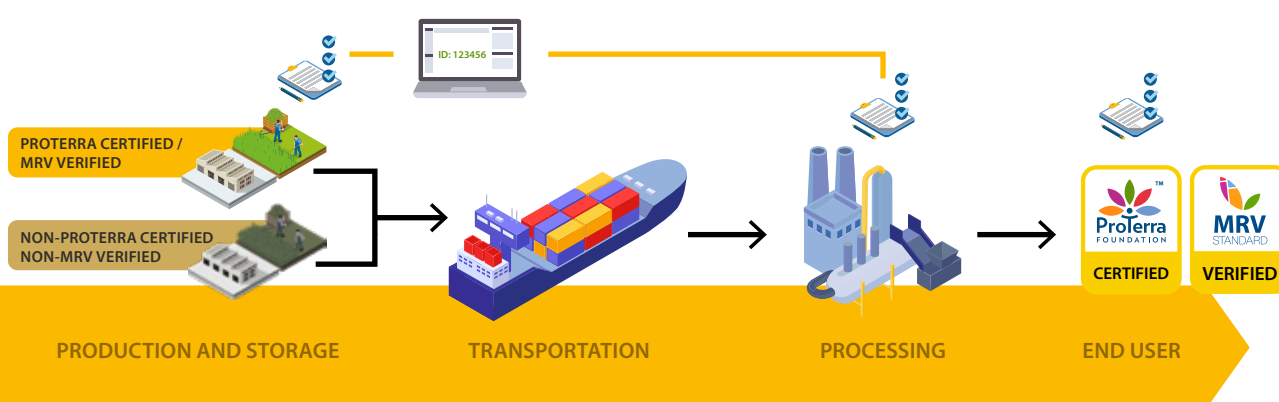 ID: 123456
PROTERRA CERTIFIED /
MRV VERIFIED
NON-PROTERRA CERTIFIED
NON-MRV VERIFIED
ProTerra™
FOUNDATION
CERTIFIED
MRV
STANDARD
VERIFIED
PRODUCTION AND STORAGE
TRANSPORTATION
PROCESSING
END USER